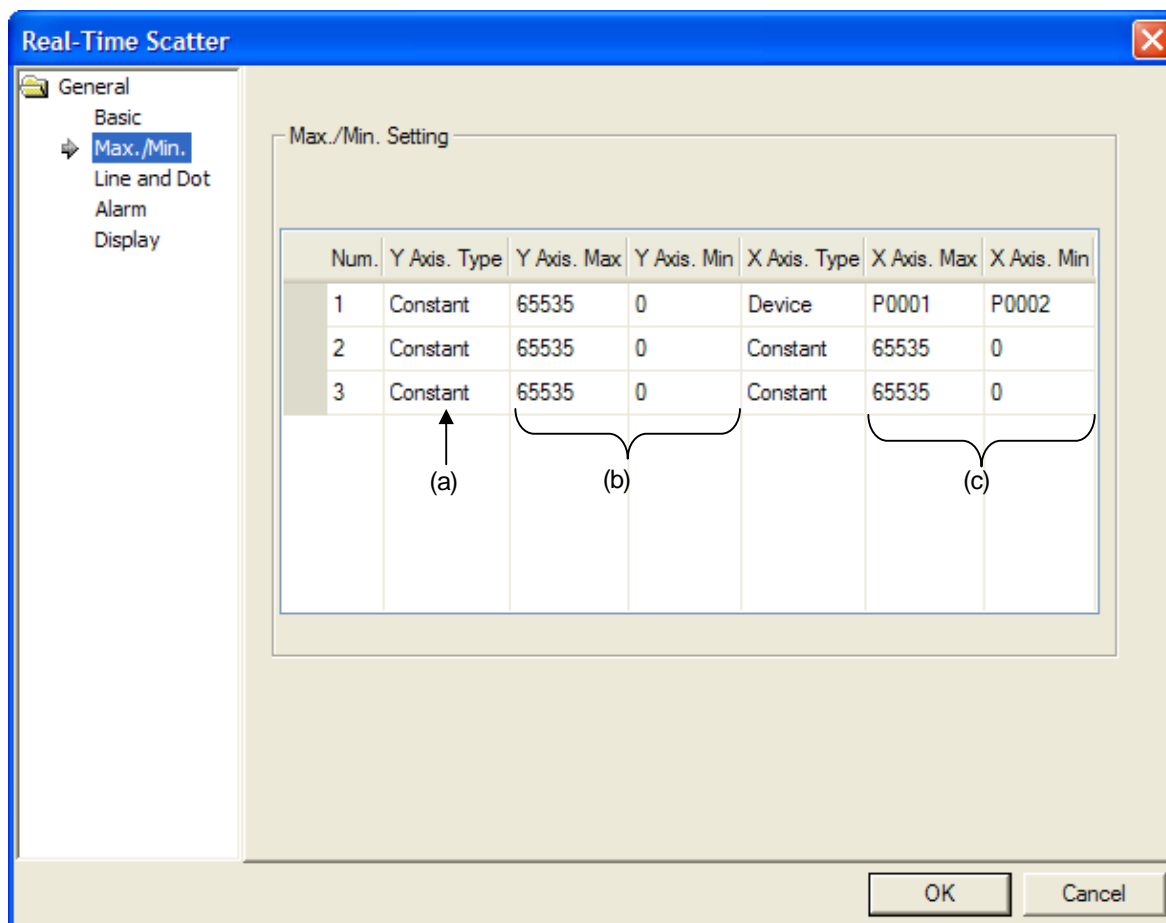 Real-Time Scatter
General
Basic
Max./Min.
Line and Dot
Alarm
Display
Max./Min. Setting
Num. Y Axis. Type Y Axis. Max Y Axis. Min X Axis. Type X Axis. Max X Axis. Min
1 Constant 65535 0 Device P0001 P0002
2 Constant 65535 0 Constant 65535 0
3 Constant 65535 0 Constant 65535 0
(a) (b) (c)
OK Cancel